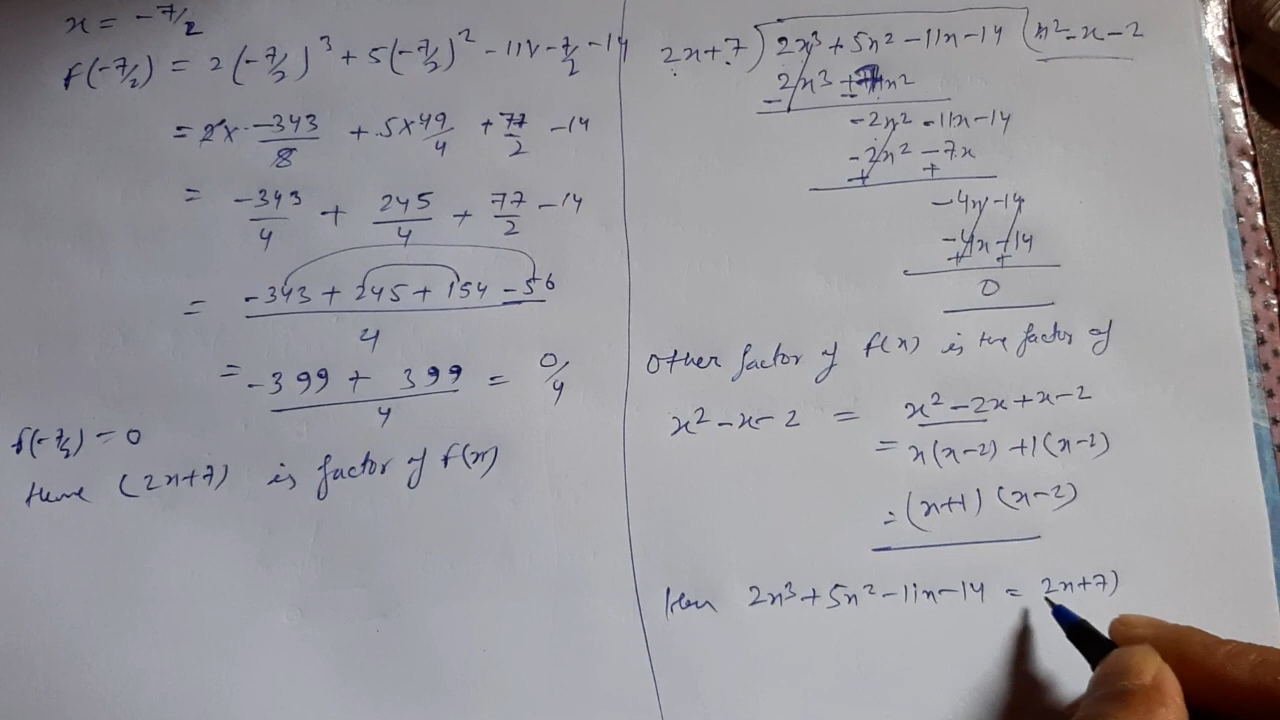 x = -7/2
f(-7/2) = 2(-7/2)^3 + 5(-7/2)^2 - 11x-7/2 - 14
= 2x -343/8 + 5x49/4 + 77/2 - 14
= -343/4 + 245/4 + 77/2 - 14
= (-343 + 245 + 154 - 56)/4
= (-399 + 399)/4 = 0/4
f(-7/2) = 0
Hence (2x+7) is factor of f(x)
2x+7 ) 2x^3 + 5x^2 - 11x - 14 ( x^2 - x - 2
2x^3 + 7x^2
- -
-2x^2 - 11x - 14
-2x^2 - 7x
+ +
-4x - 14
-4x - 14
+ +
0
Other factor of f(x) is the factor of
x^2 - x - 2 = x^2 - 2x + x - 2
= x(x-2) + 1(x-2)
= (x+1) (x-2)
2x^3 + 5x^2 - 11x - 14 = 2x+7)